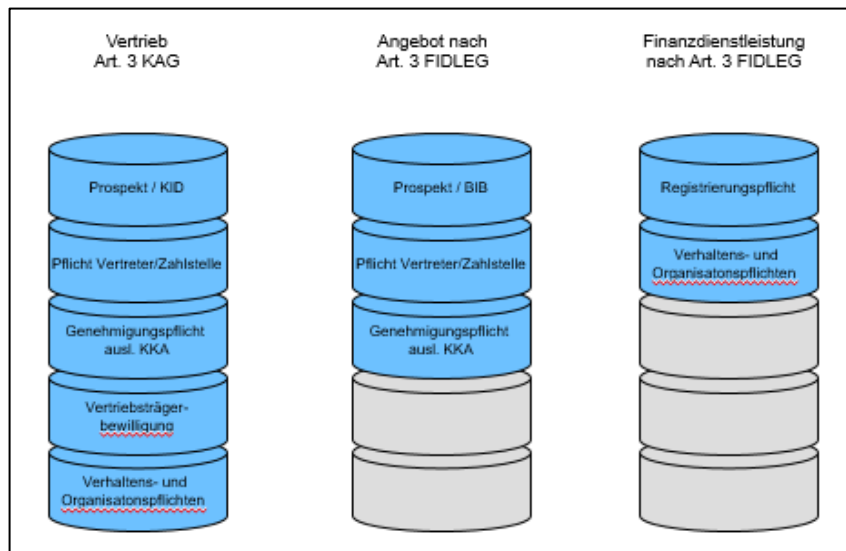 Vertrieb
Art. 3 KAG
Angebot nach
Art. 3 FIDLEG
Finanzdienstleistung
nach Art. 3 FIDLEG
Prospekt / KID
Pflicht Vertreter/Zahlstelle
Genehmigungspflicht
ausl. KKA
Vertriebsträger-
bewilligung
Verhaltens- und
Organisatonspflichten
Prospekt / BIB
Pflicht Vertreter/Zahlstelle
Genehmigungspflicht
ausl. KKA
Registrierungspflicht
Verhaltens- und
Organisatonspflichten